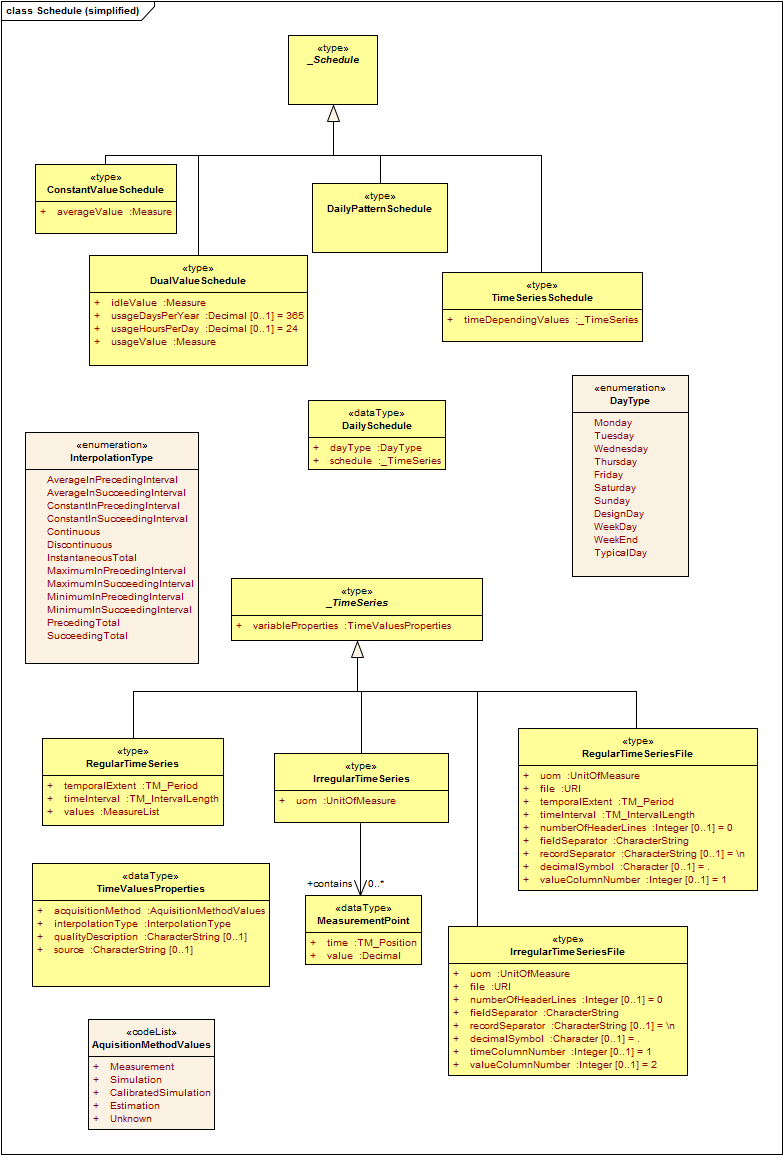 class Schedule (simplified)
«type»
_Schedule
«type»
ConstantValueSchedule
+ averageValue :Measure
«type»
DailyPatternSchedule
«type»
DualValueSchedule
+ idleValue :Measure
+ usageDaysPerYear :Decimal [0..1] = 365
+ usageHoursPerDay :Decimal [0..1] = 24
+ usageValue :Measure
«type»
TimeSeriesSchedule
+ timeDependingValues :_TimeSeries
«enumeration»
DayType
Monday
Tuesday
Wednesday
Thursday
Friday
Saturday
Sunday
DesignDay
WeekDay
WeekEnd
TypicalDay
«dataType»
DailySchedule
+ dayType :DayType
+ schedule :_TimeSeries
«enumeration»
InterpolationType
AverageInPrecedingInterval
AverageInSucceedingInterval
ConstantInPrecedingInterval
ConstantInSucceedingInterval
Continuous
Discontinuous
InstantaneousTotal
MaximumInPrecedingInterval
MaximumInSucceedingInterval
MinimumInPrecedingInterval
MinimumInSucceedingInterval
PrecedingTotal
SucceedingTotal
«type»
_TimeSeries
+ variableProperties :TimeValuesProperties
«type»
RegularTimeSeries
+ temporalExtent :TM_Period
+ timeInterval :TM_IntervalLength
+ values :MeasureList
«type»
IrregularTimeSeries
+ uom :UnitOfMeasure
«type»
RegularTimeSeriesFile
+ uom :UnitOfMeasure
+ file :URI
+ temporalExtent :TM_Period
+ timeInterval :TM_IntervalLength
+ numberOfHeaderLines :Integer [0..1] = 0
+ fieldSeparator :CharacterString
+ recordSeparator :CharacterString [0..1] = \n
+ decimalSymbol :Character [0..1] = .
+ valueColumnNumber :Integer [0..1] = 1
«dataType»
TimeValuesProperties
+ acquisitionMethod :AquisitionMethodValues
+ interpolationType :InterpolationType
+ qualityDescription :CharacterString [0..1]
+ source :CharacterString [0..1]
+contains 0..*
«dataType»
MeasurementPoint
+ time :TM_Position
+ value :Decimal
«type»
IrregularTimeSeriesFile
+ uom :UnitOfMeasure
+ file :URI
+ numberOfHeaderLines :Integer [0..1] = 0
+ fieldSeparator :CharacterString
+ recordSeparator :CharacterString [0..1] = \n
+ decimalSymbol :Character [0..1] = .
+ timeColumnNumber :Integer [0..1] = 1
+ valueColumnNumber :Integer [0..1] = 2
«codeList»
AquisitionMethodValues
+ Measurement
+ Simulation
+ CalibratedSimulation
+ Estimation
+ Unknown